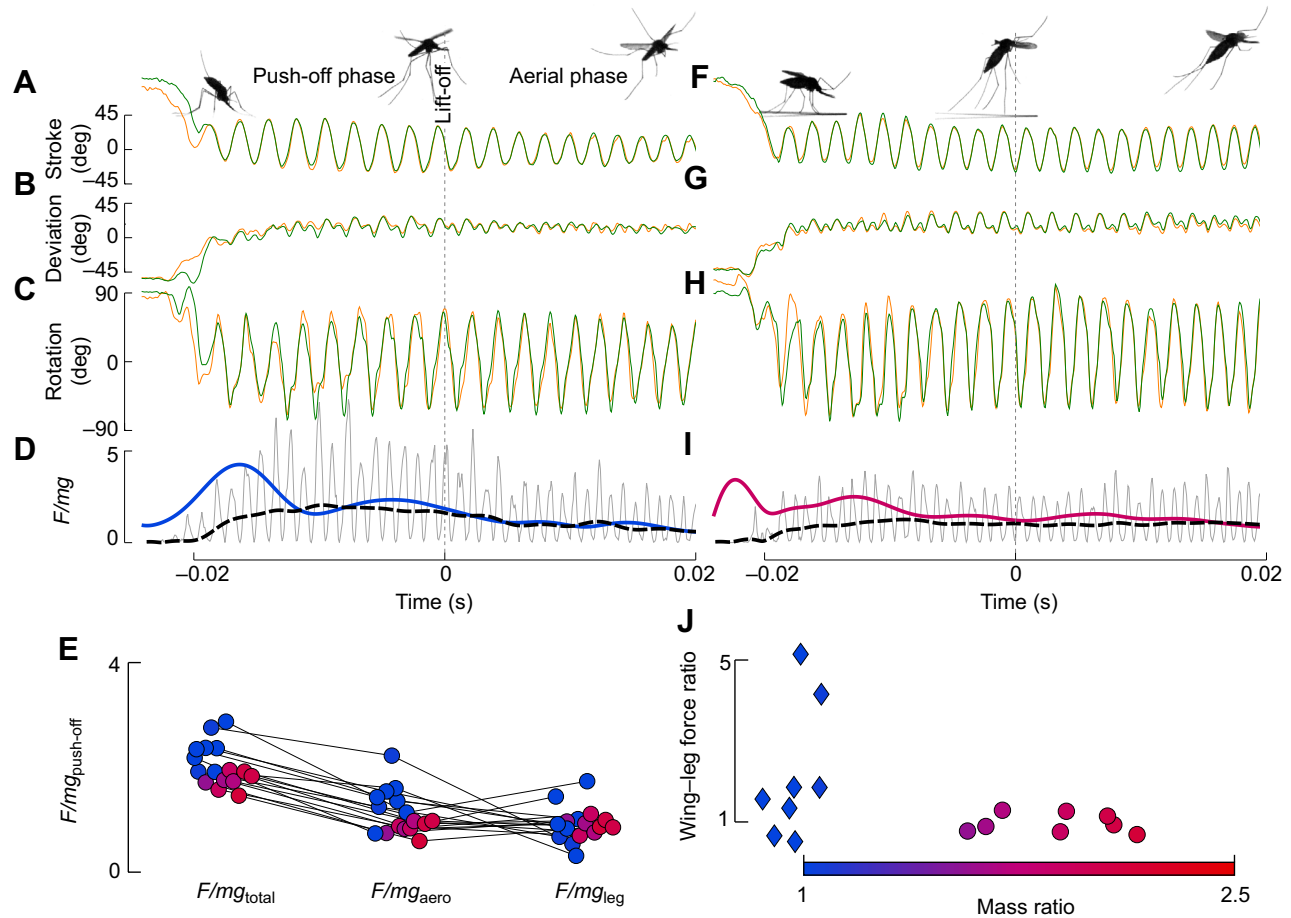 A
Push-off phase
Lift-off
Aerial phase
F
45
0
–45
Stroke
(deg)
B
G
45
0
–45
Deviation
(deg)
C
H
90
0
–90
Rotation
(deg)
D
I
5
0
F/mg
–0.02
0
0.02
Time (s)
–0.02
0
0.02
Time (s)
E
4
0
F/mgpush-off
F/mgtotal
F/mgaero
F/mgleg
J
5
1
Wing–leg force ratio
1
2.5
Mass ratio